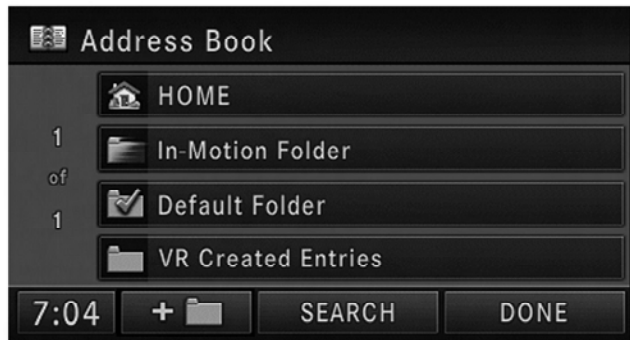 Address Book
HOME
In-Motion Folder
1
of
1
Default Folder
VR Created Entries
7:04 + SEARCH DONE